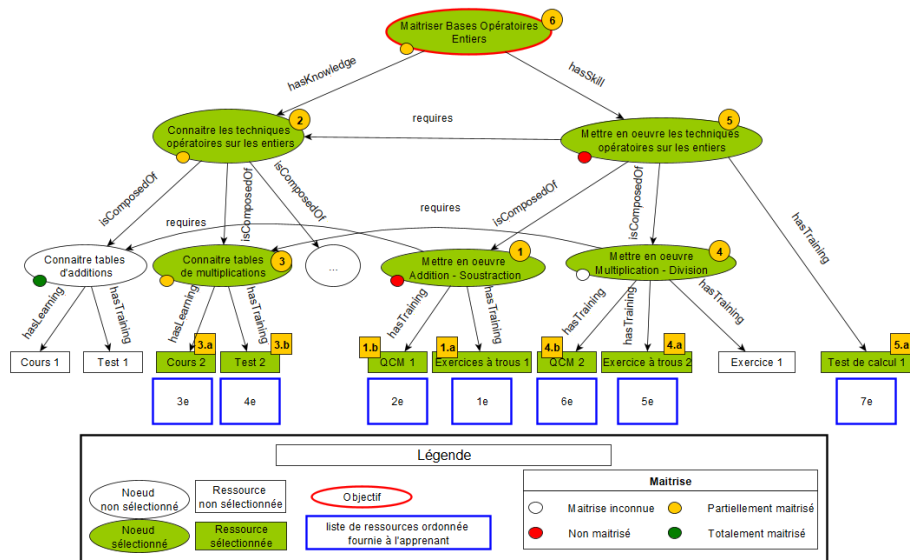 6
Maitriser Bases Opératoires
Entiers
hasKnowledge
hasSkill
2
Connaitre les techniques
opératoires sur les entiers
requires
5
Mettre en oeuvre les techniques
opératoires sur les entiers
isComposedOf
isComposedOf
isComposedOf
isComposedOf
isComposedOf
hasTraining
requires
requires
Connaitre tables
d'additions
Connaitre tables
de multiplications
3
...
Mettre en oeuvre
Addition - Soustraction
1
Mettre en oeuvre
Multiplication - Division
4
hasLearning
hasTraining
hasLearning
hasTraining
hasTraining
hasTraining
hasTraining
hasTraining
hasTraining
3.a
3.b
1.b
1.a
4.b
4.a
5.a
Cours 1
Test 1
Cours 2
Test 2
QCM 1
Exercices à trous 1
QCM 2
Exercice à trous 2
Exercice 1
Test de calcul 1
3e
4e
2e
1e
6e
5e
7e
Légende
Noeud
non sélectionné
Ressource
non sélectionnée
Objectif
Noeud
sélectionné
Ressource
sélectionnée
liste de ressources ordonnée
fournie à l'apprenant
Maitrise
Maitrise inconnue
Partiellement maitrisé
Non maitrisé
Totalement maitrisé